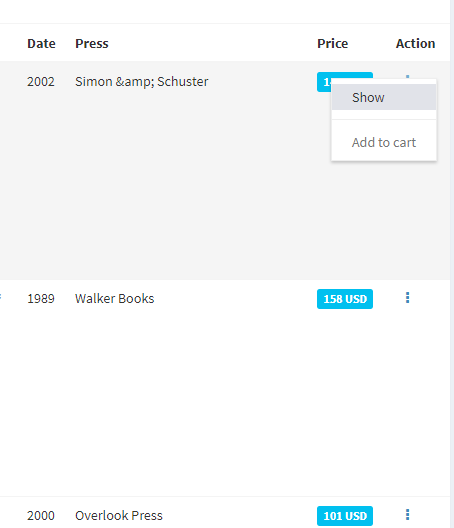 Date Press Price Action
2002 Simon &amp; Schuster
Show
Add to cart
1989 Walker Books 158 USD
2000 Overlook Press 101 USD